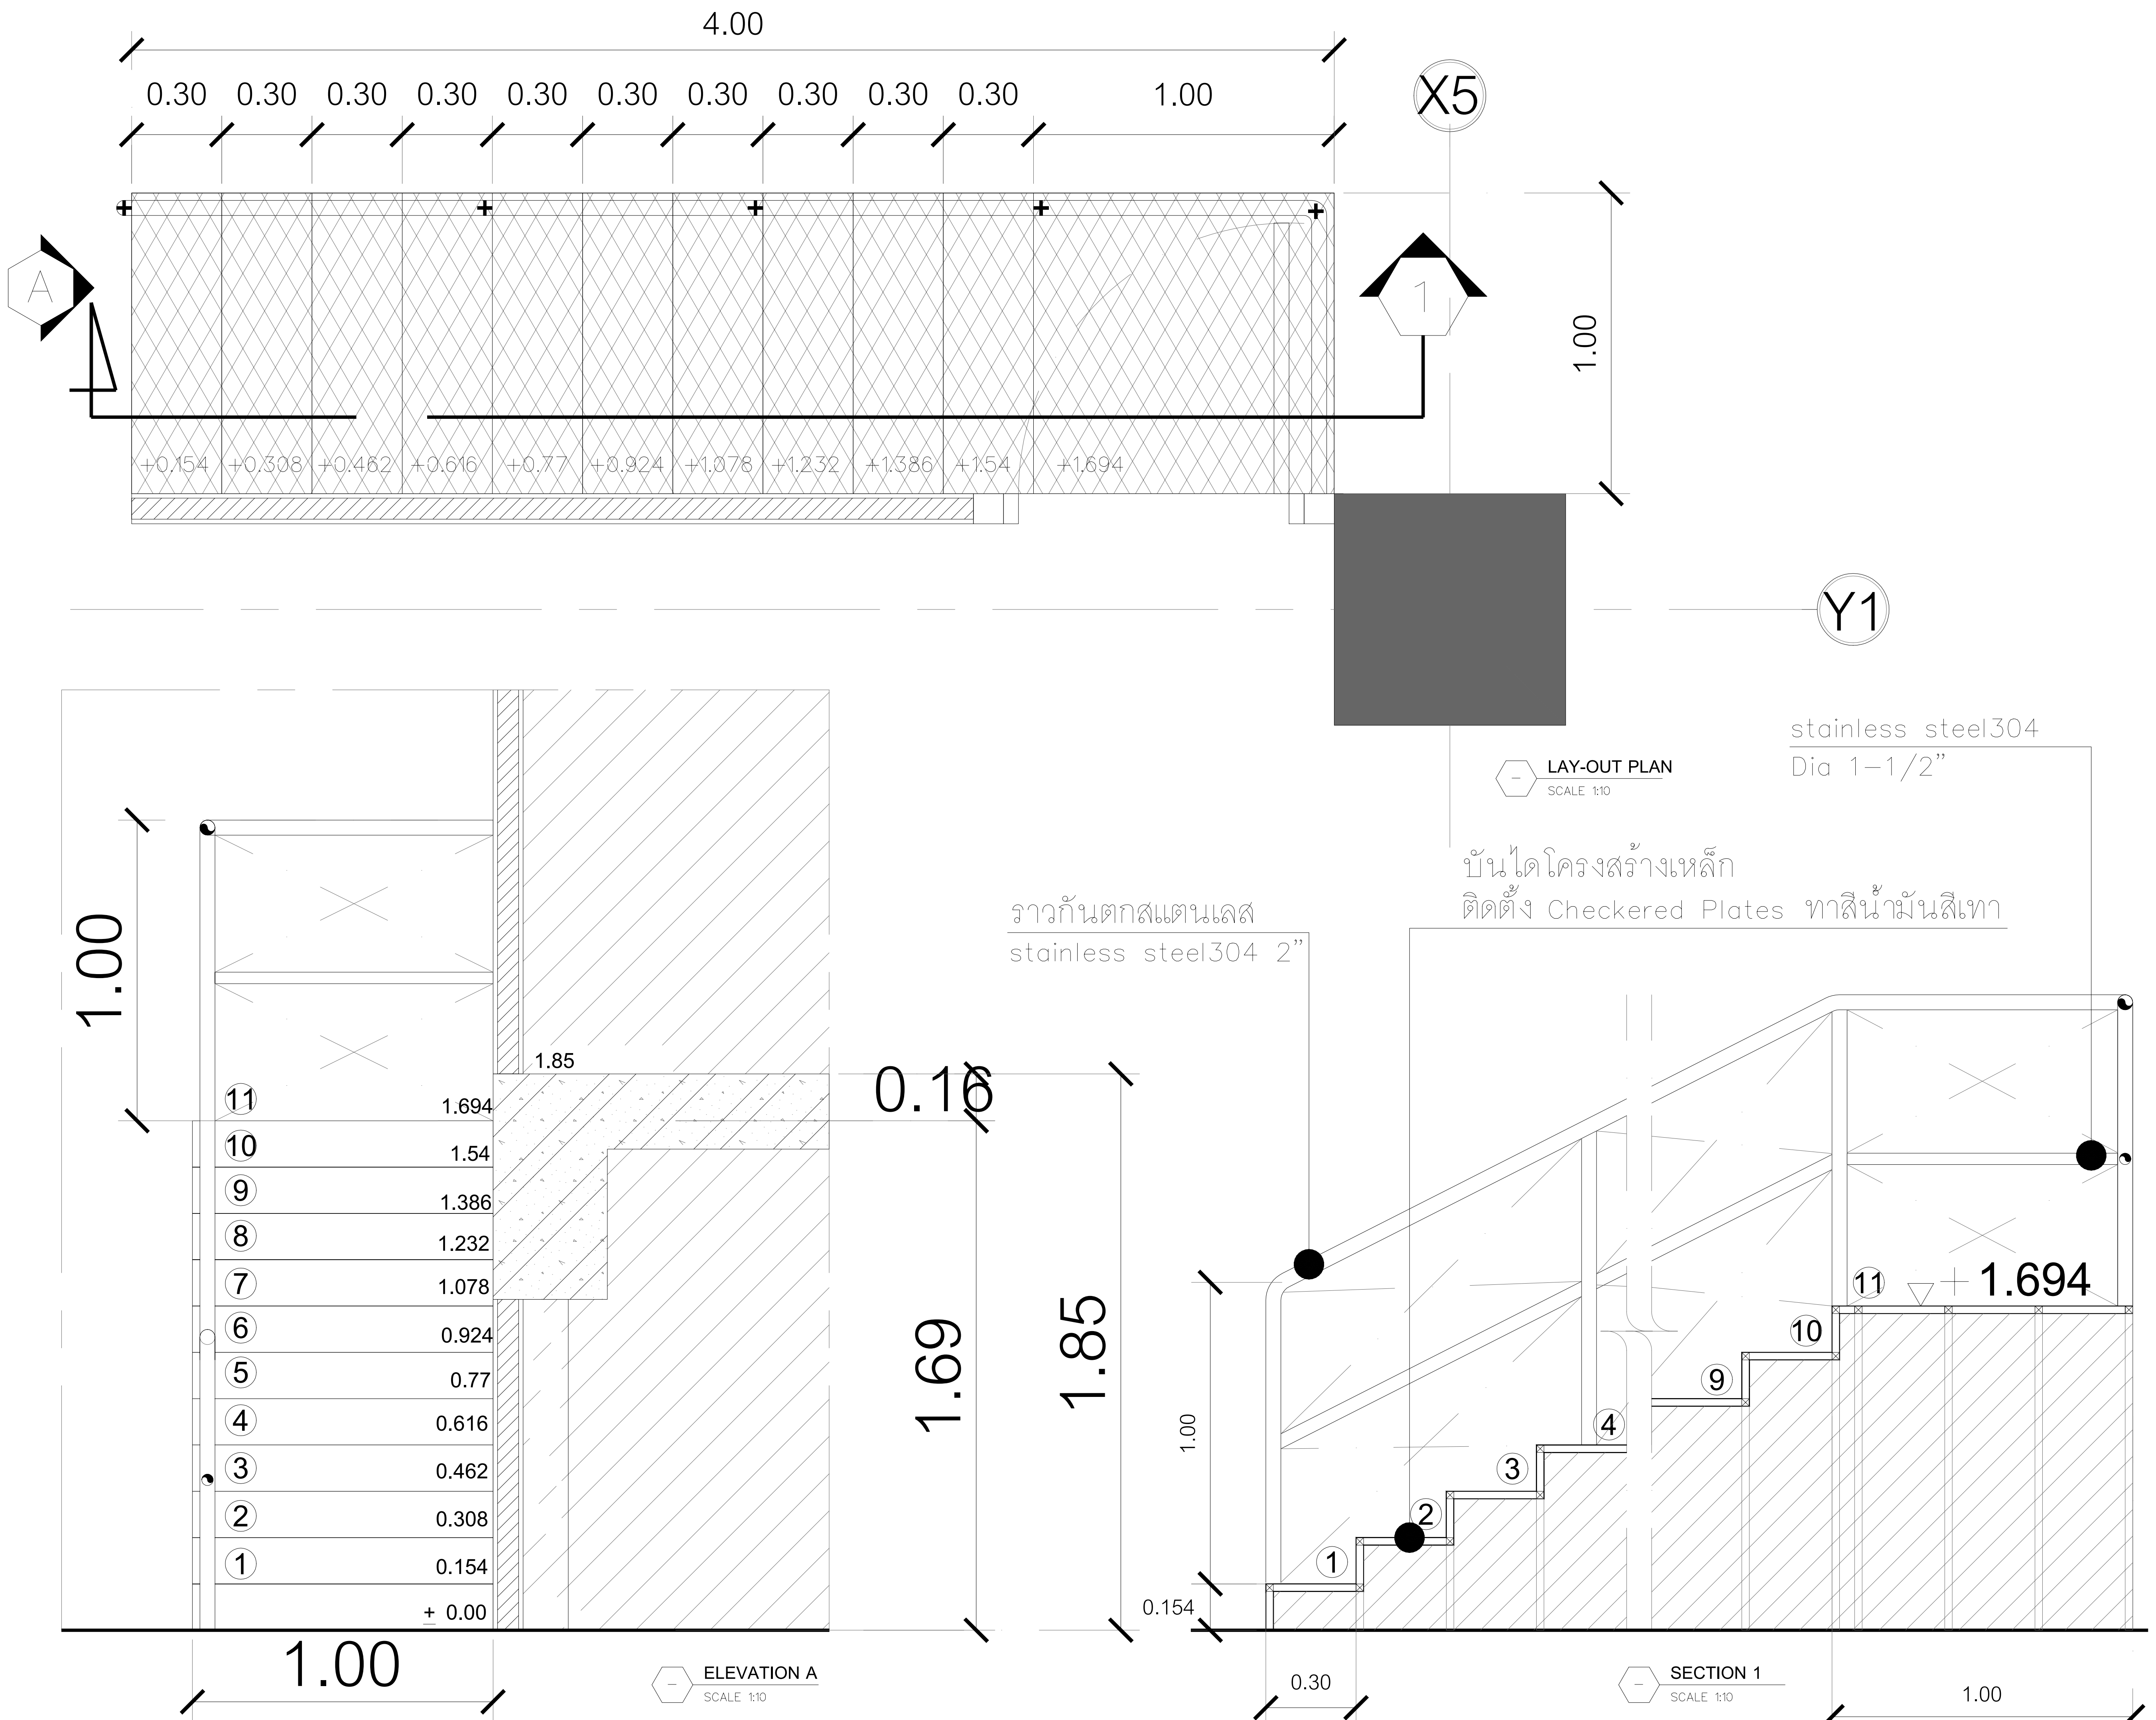 4.00
0.30 0.30 0.30 0.30 0.30 0.30 0.30 0.30 0.30 0.30 1.00
X5
A
1
1.00
+0.154 +0.308 +0.462 +0.616 +0.77 +0.924 +1.078 +1.232 +1.386 +1.54 +1.694
Y1
LAY-OUT PLAN
SCALE 1:10
stainless steel304
Dia 1-1/2"
บันไดโครงสร้างเหล็ก
ติดตั้ง Checkered Plates ทาสีน้ำมันสีเทา
ราวกันตกสแตนเลส
stainless steel304 2"
1.00
1.85
0.16
11 1.694
10 1.54
9 1.386
8 1.232
7 1.078
6 0.924
5 0.77
4 0.616
3 0.462
2 0.308
1 0.154
± 0.00
1.69
1.85
1.00
ELEVATION A
SCALE 1:10
1.00
0.154
0.30
1
2
3
4
9
10
11
+ 1.694
SECTION 1
SCALE 1:10
1.00